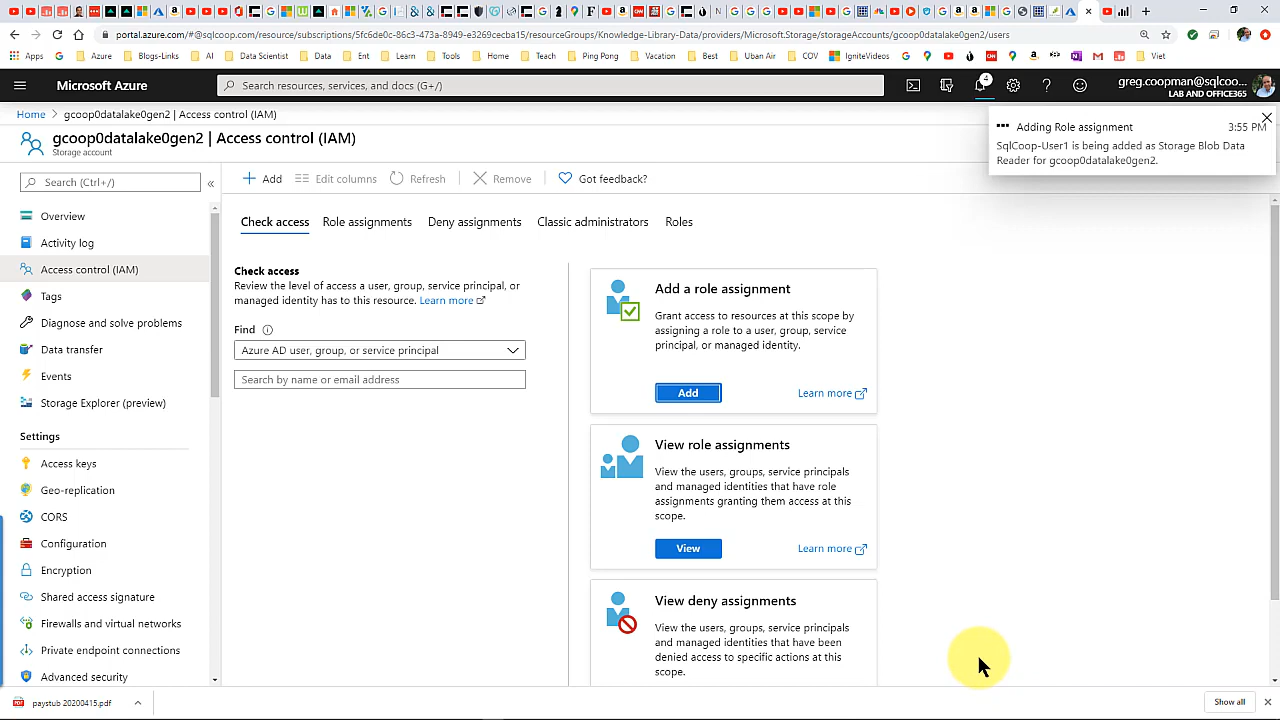 portal.azure.com/#@sqlcoop.com/resource/subscriptions/5fc6de0c-86c3-473a-8949-e3269cecba15/resourceGroups/Knowledge-Library-Data/providers/Microsoft.Storage/storageAccounts/gcoop0datalake0gen2/users
Apps Azure Blogs-Links AI Data Scientist Data Ent Learn Tools Home Teach Ping Pong Vacation Best Uban Air COV IgniteVideos Viet
Microsoft Azure
Search resources, services, and docs (G+/)
4
greg.coopman@sqlcoo...
LAB AND OFFICE365
Home > gcoop0datalake0gen2 | Access control (IAM)
gcoop0datalake0gen2 | Access control (IAM)
Storage account
Adding Role assignment 3:55 PM
SqlCoop-User1 is being added as Storage Blob Data
Reader for gcoop0datalake0gen2.
Search (Ctrl+/)
«
Overview
Activity log
Access control (IAM)
Tags
Diagnose and solve problems
Data transfer
Events
Storage Explorer (preview)
Settings
Access keys
Geo-replication
CORS
Configuration
Encryption
Shared access signature
Firewalls and virtual networks
Private endpoint connections
Advanced security
Add Edit columns Refresh Remove Got feedback?
Check access Role assignments Deny assignments Classic administrators Roles
Check access
Review the level of access a user, group, service principal, or
managed identity has to this resource. Learn more
Find
Azure AD user, group, or service principal
Search by name or email address
Add a role assignment
Grant access to resources at this scope by
assigning a role to a user, group, service
principal, or managed identity.
Add Learn more
View role assignments
View the users, groups, service principals
and managed identities that have role
assignments granting them access at this
scope.
View Learn more
View deny assignments
View the users, groups, service principals
and managed identities that have been
denied access to specific actions at this
scope.
paystub 20200415.pdf
Show all